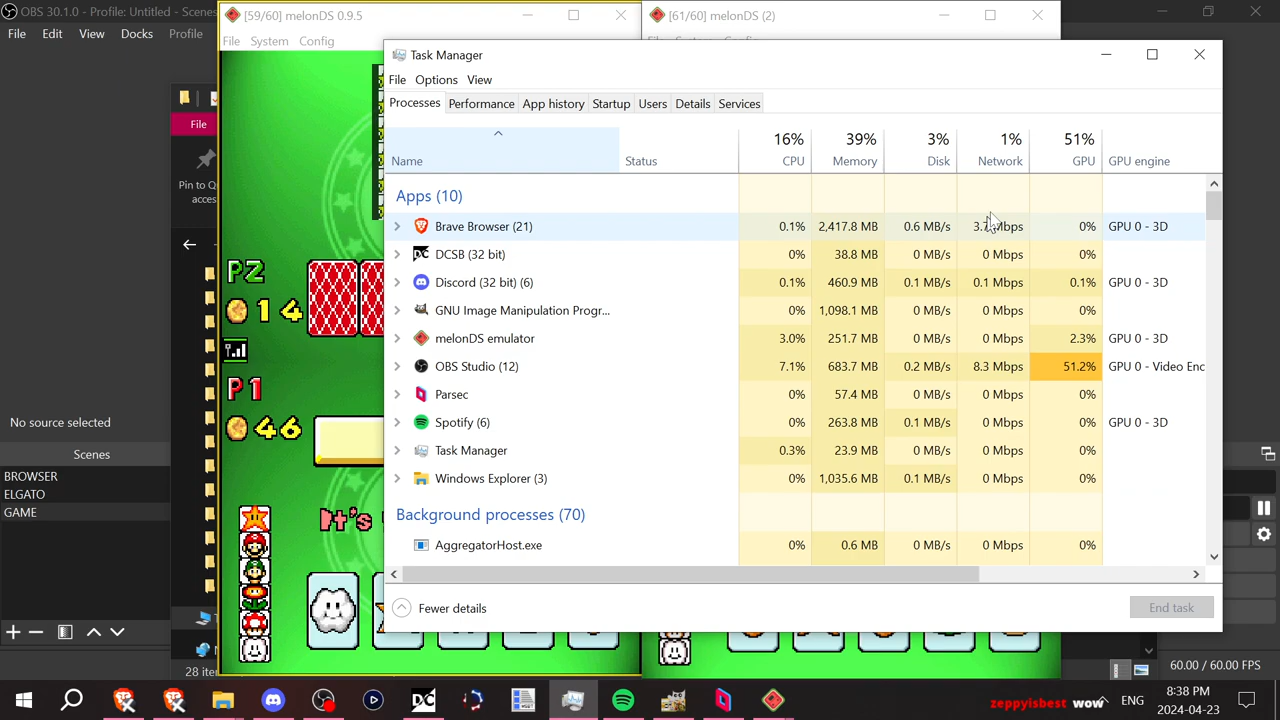 OBS 30.1.0 - Profile: Untitled - Scenes
File Edit View Docks Profile
[59/60] melonDS 0.9.5
File System Config
[61/60] melonDS (2)
Task Manager
File Options View
Processes Performance App history Startup Users Details Services
16% 39% 3% 1% 51%
Name Status CPU Memory Disk Network GPU GPU engine
Apps (10)
Brave Browser (21) 0.1% 2,417.8 MB 0.6 MB/s Mbps 0% GPU 0 - 3D
DCSB (32 bit) 0% 38.8 MB 0 MB/s 0 Mbps 0%
Discord (32 bit) (6) 0.1% 460.9 MB 0.1 MB/s 0.1 Mbps 0.1% GPU 0 - 3D
GNU Image Manipulation Progr... 0% 1,098.1 MB 0 MB/s 0 Mbps 0%
melonDS emulator 3.0% 251.7 MB 0 MB/s 0 Mbps 2.3% GPU 0 - 3D
OBS Studio (12) 7.1% 683.7 MB 0.2 MB/s 8.3 Mbps 51.2% GPU 0 - Video Enc
Parsec 0% 57.4 MB 0 MB/s 0 Mbps 0%
Spotify (6) 0% 263.8 MB 0.1 MB/s 0 Mbps 0% GPU 0 - 3D
Task Manager 0.3% 23.9 MB 0 MB/s 0 Mbps 0%
Windows Explorer (3) 0% 1,035.6 MB 0.1 MB/s 0 Mbps 0%
Background processes (70)
AggregatorHost.exe 0% 0.6 MB 0 MB/s 0 Mbps 0%
Fewer details
End task
File
Pin to Q
acces
P2
14
P1
46
It's
No source selected
Scenes
BROWSER
ELGATO
GAME
28 ite
60.00 / 60.00 FPS
DC
zeppyisbest wow
ENG
8:38 PM
2024-04-23